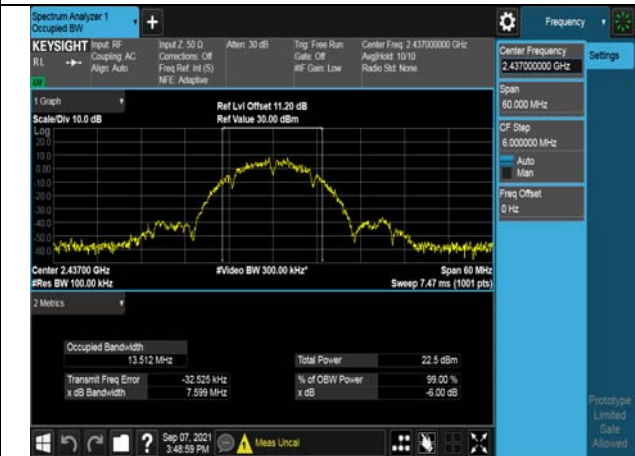 Spectrum Analyzer 1
Occupied BW
+
Frequency
KEYSIGHT
Input: RF
Input Z: 50 Ω
Atten: 30 dB
Trig: Free Run
Center Freq: 2.437000000 GHz
RL
Coupling: AC
Corrections: Off
Gate: Off
Avg|Hold: 10/10
Align: Auto
Freq Ref: Int (S)
#IF Gain: Low
Radio Std: None
NFE: Adaptive
Center Frequency
2.437000000 GHz
Settings
Span
60.000 MHz
CF Step
6.000000 MHz
Auto
Man
Freq Offset
0 Hz
1 Graph
Ref Lvl Offset 11.20 dB
Scale/Div 10.0 dB
Ref Value 30.00 dBm
Log
20.0
10.0
0.00
-10.0
-20.0
-30.0
-40.0
-50.0
-60.0
Center 2.43700 GHz
#Video BW 300.00 kHz*
Span 60 MHz
#Res BW 100.00 kHz
Sweep 7.47 ms (1001 pts)
2 Metrics
Occupied Bandwidth
13.512 MHz
Total Power
22.5 dBm
Transmit Freq Error
-32.525 kHz
% of OBW Power
99.00 %
x dB Bandwidth
7.599 MHz
x dB
-6.00 dB
Prototype
Limited
Sale
Allowed
?
Sep 07, 2021
3:48:59 PM
1
Meas Uncal